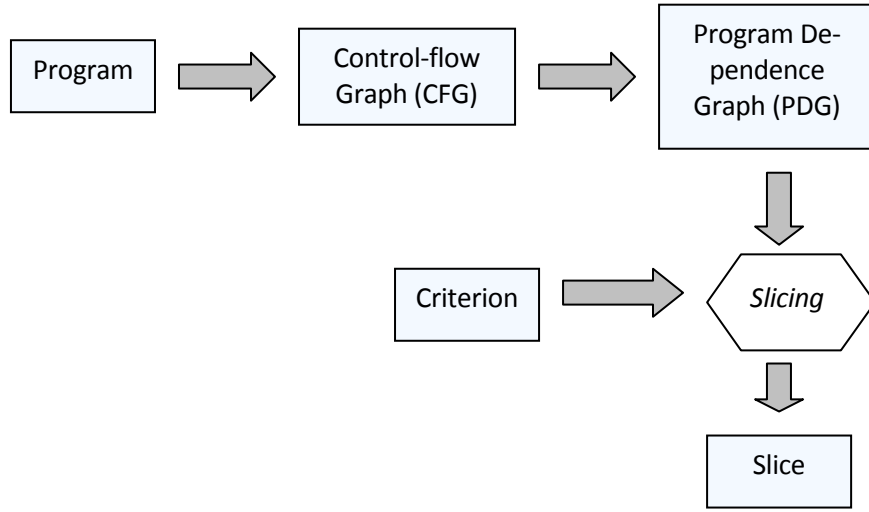 Program
Control-flow
Graph (CFG)
Program De-
pendence
Graph (PDG)
Criterion
Slicing
Slice